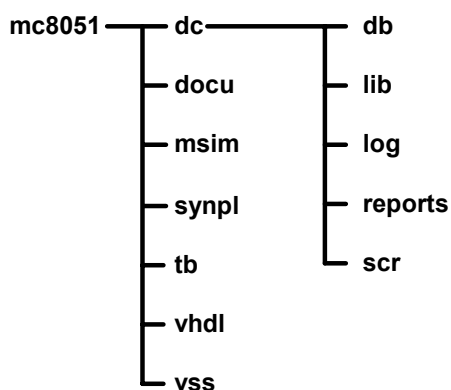 mc8051 dc db
docu lib
msim log
synpl reports
tb scr
vhdl
vss